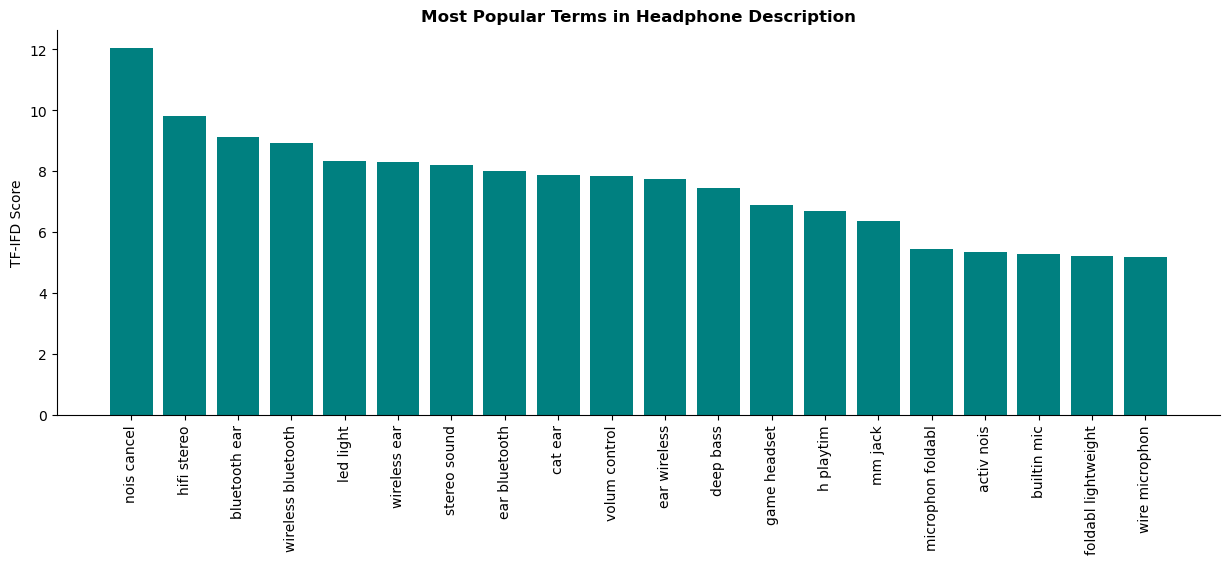 Most Popular Terms in Headphone Description
TF-IFD Score
12
10
8
6
4
2
0
nois cancel
hifi stereo
bluetooth ear
wireless bluetooth
led light
wireless ear
stereo sound
ear bluetooth
cat ear
volum control
ear wireless
deep bass
game headset
h playtim
mm jack
microphon foldabl
activ nois
builtin mic
foldabl lightweight
wire microphon